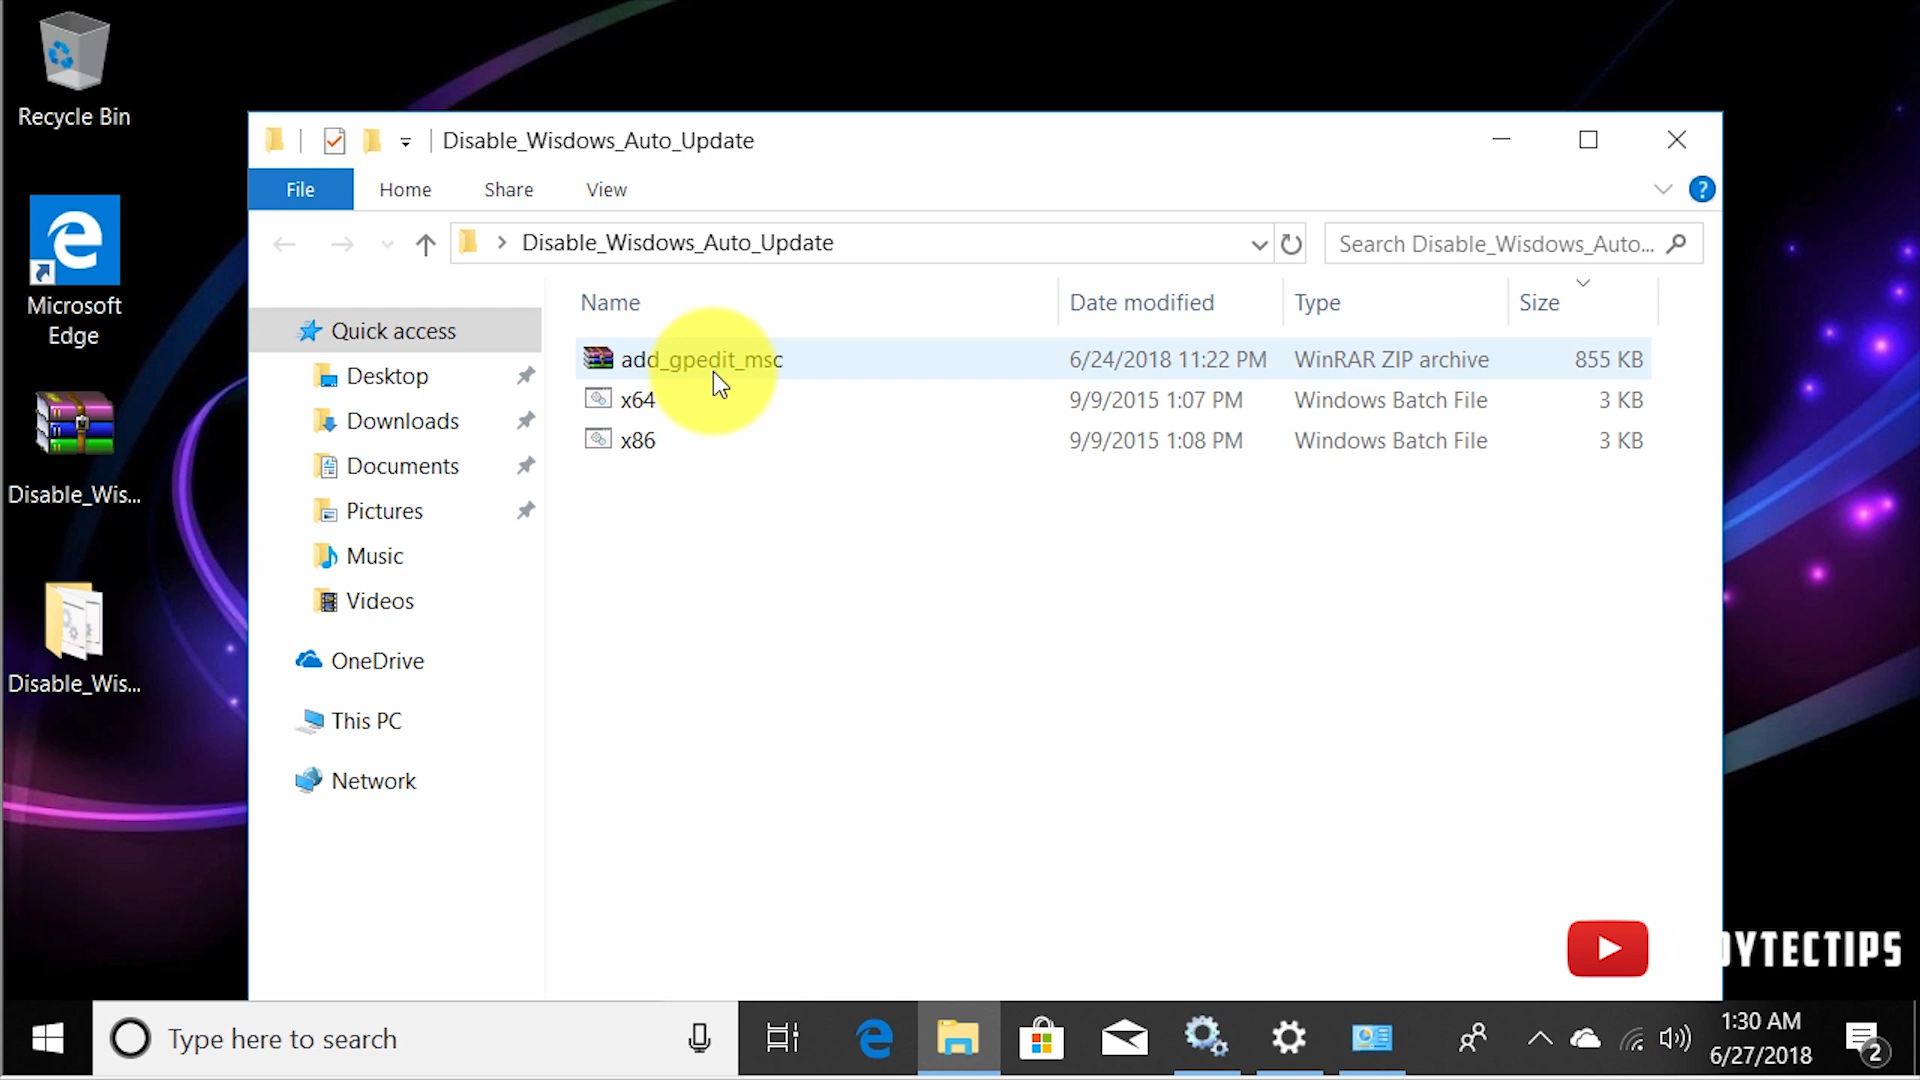 Recycle Bin
Microsoft
Edge
Disable_Wis...
Disable_Wis...
Disable_Wisdows_Auto_Update
File Home Share View
?
Disable_Wisdows_Auto_Update
Search Disable_Wisdows_Auto...
Name Date modified Type Size
add_gpedit_msc 6/24/2018 11:22 PM WinRAR ZIP archive 855 KB
x64 9/9/2015 1:07 PM Windows Batch File 3 KB
x86 9/9/2015 1:08 PM Windows Batch File 3 KB
Quick access
Desktop
Downloads
Documents
Pictures
Music
Videos
OneDrive
This PC
Network
DYTECTIPS
Type here to search
1:30 AM
6/27/2018
2